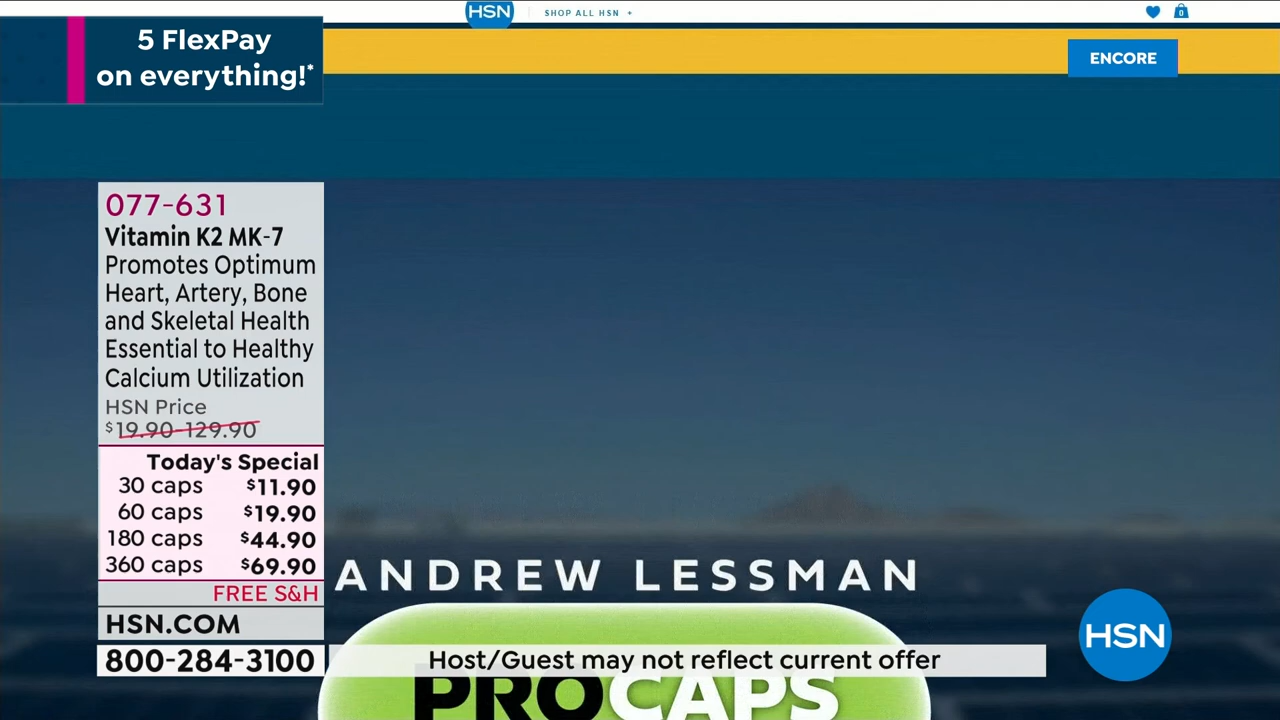 HSN
SHOP ALL HSN +
0
5 FlexPay
on everything!*
ENCORE
077-631
Vitamin K2 MK-7
Promotes Optimum
Heart, Artery, Bone
and Skeletal Health
Essential to Healthy
Calcium Utilization
HSN Price
$19.90-129.90
Today's Special
30 caps $11.90
60 caps $19.90
180 caps $44.90
360 caps $69.90
FREE S&H
HSN.COM
800-284-3100
ANDREW LESSMAN
Host/Guest may not reflect current offer
PROCAPS
HSN